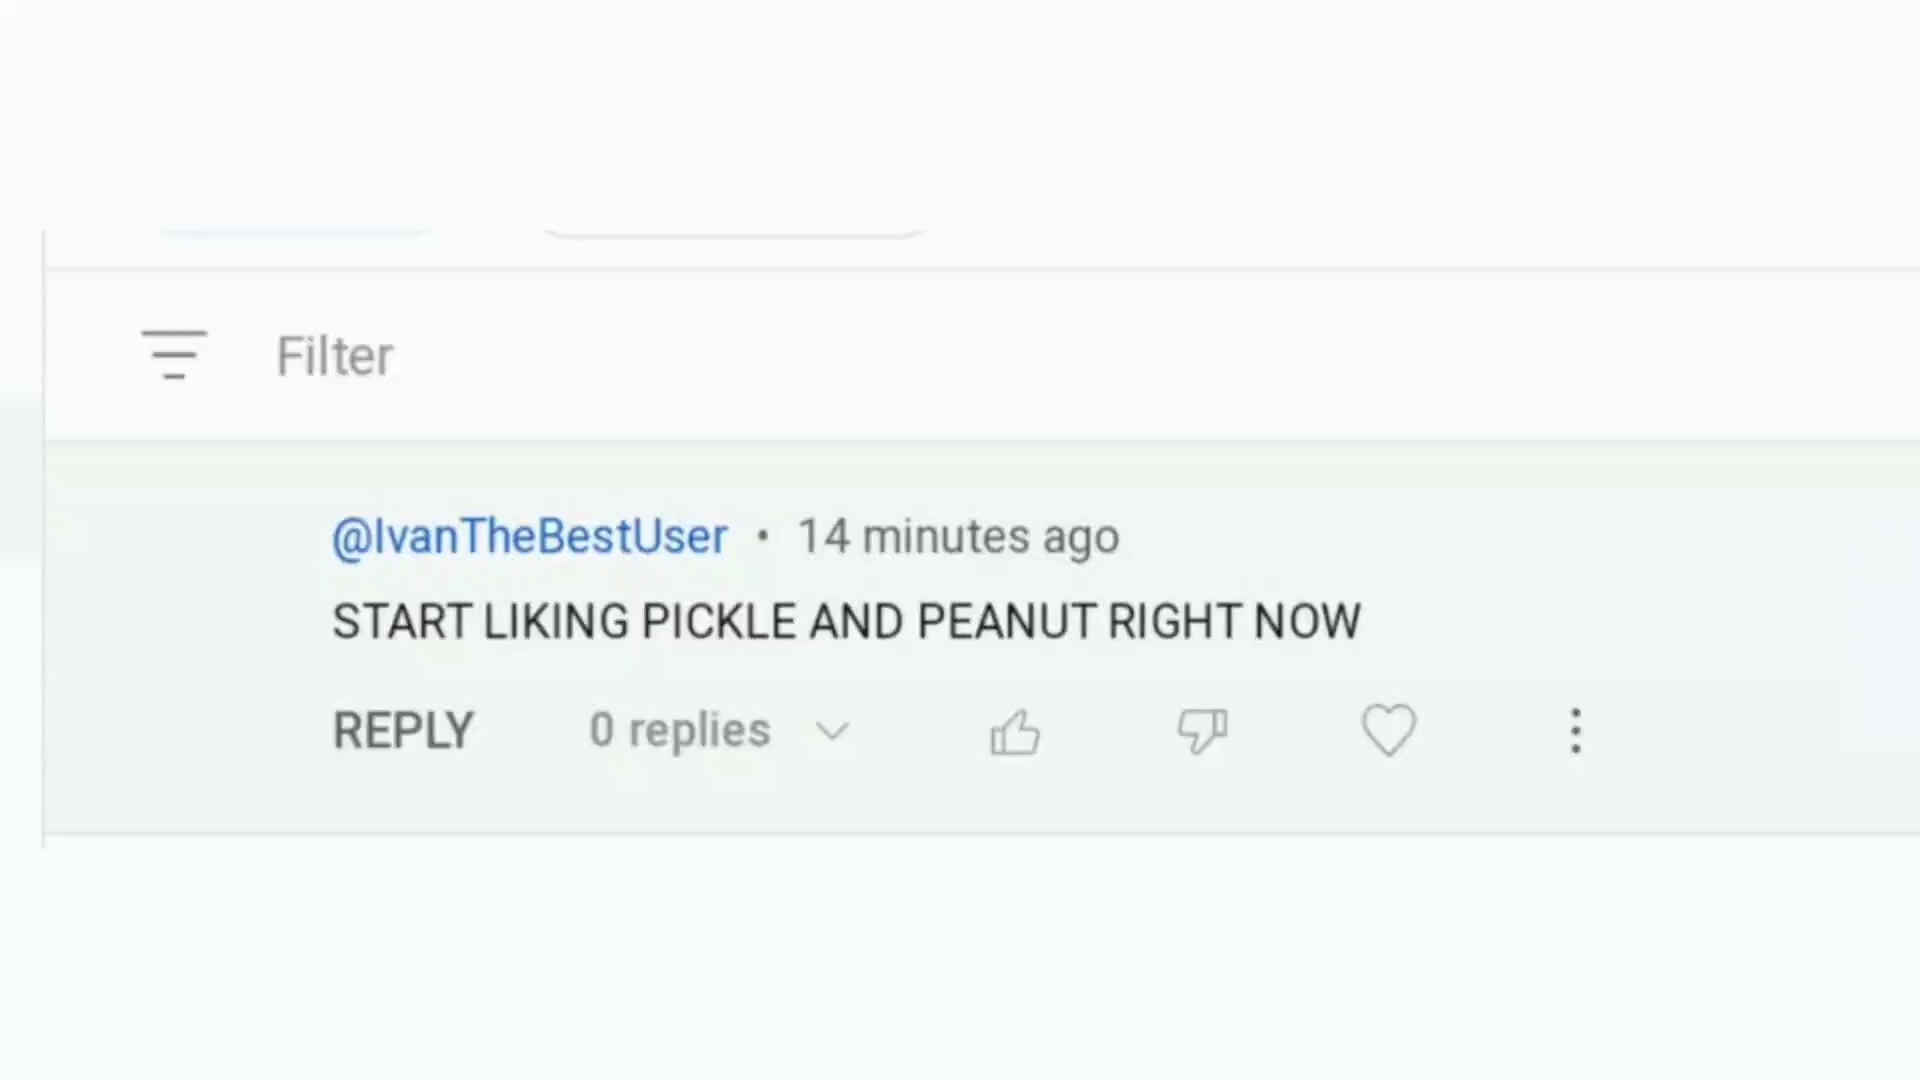 Filter
@IvanTheBestUser • 14 minutes ago
START LIKING PICKLE AND PEANUT RIGHT NOW
REPLY 0 replies